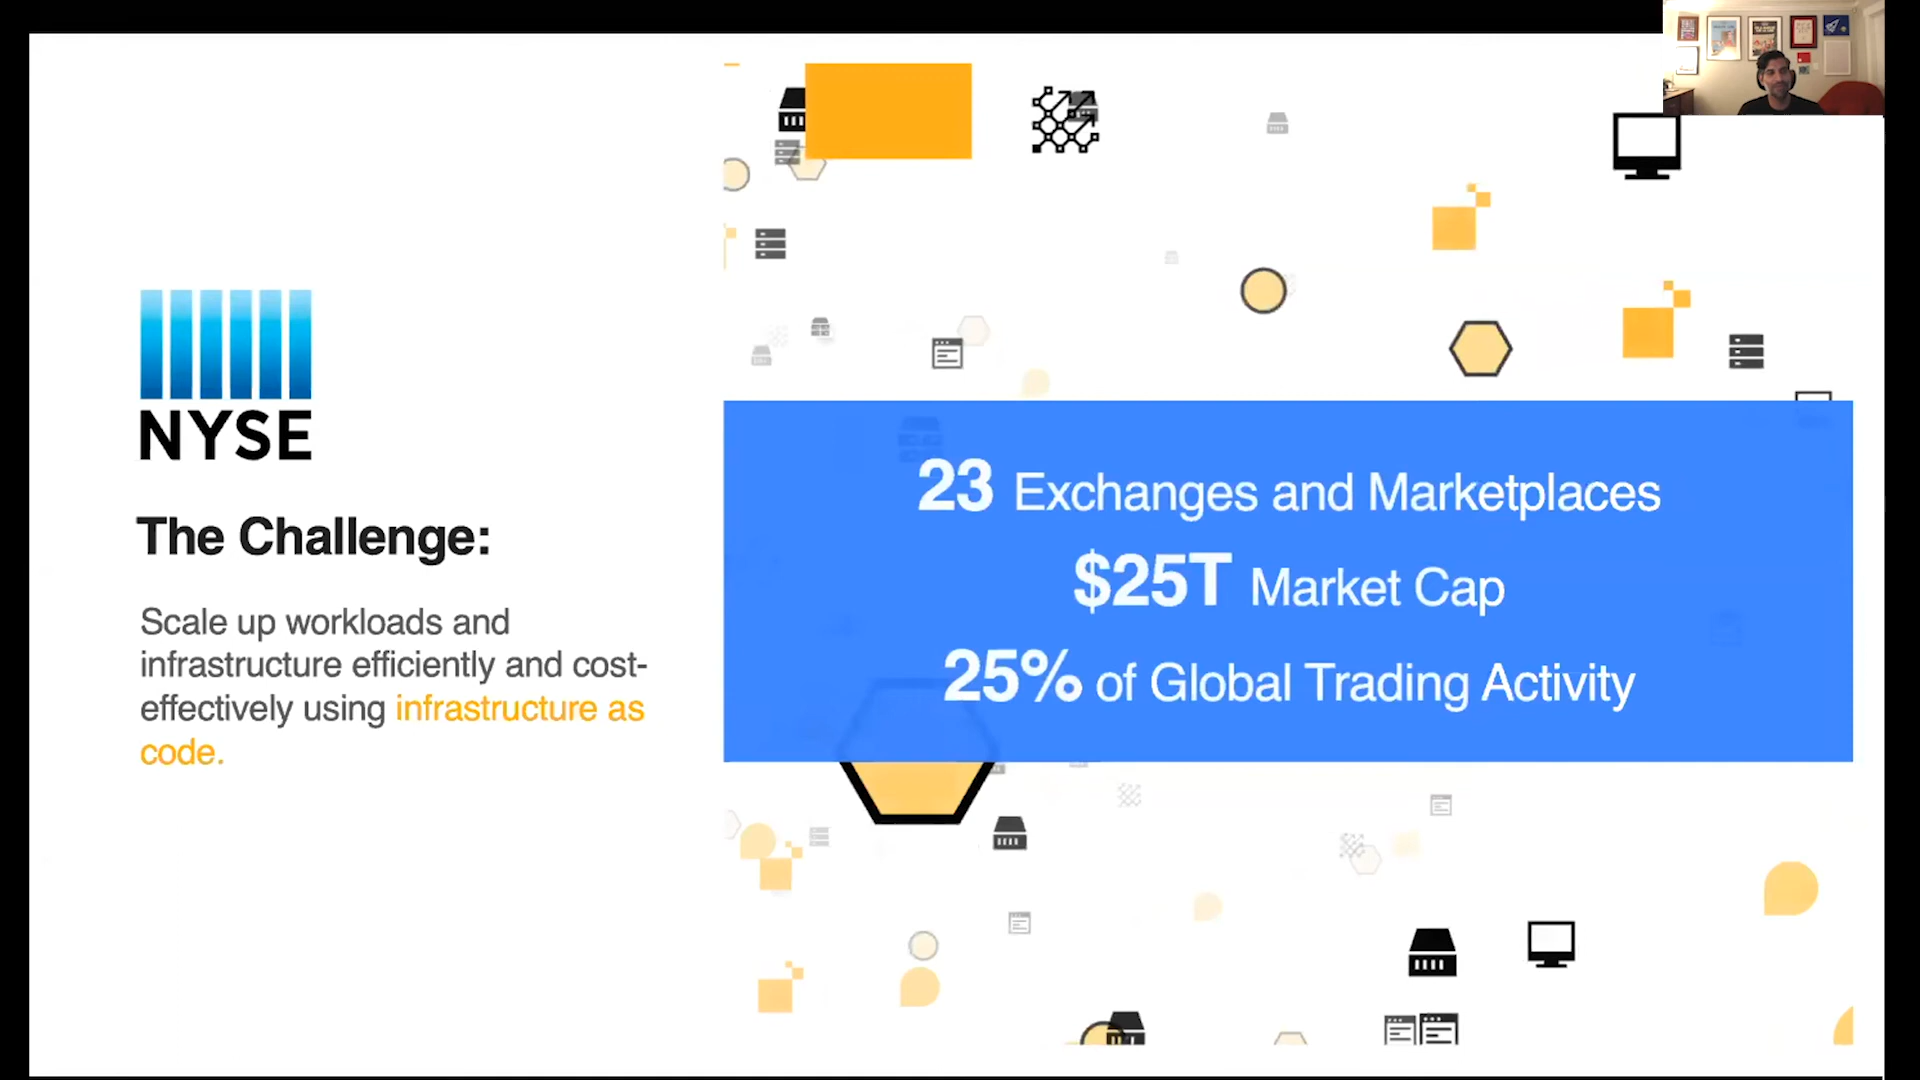 NYSE
The Challenge:
Scale up workloads and
infrastructure efficiently and cost-
effectively using infrastructure as
code.
23 Exchanges and Marketplaces
$25T Market Cap
25% of Global Trading Activity